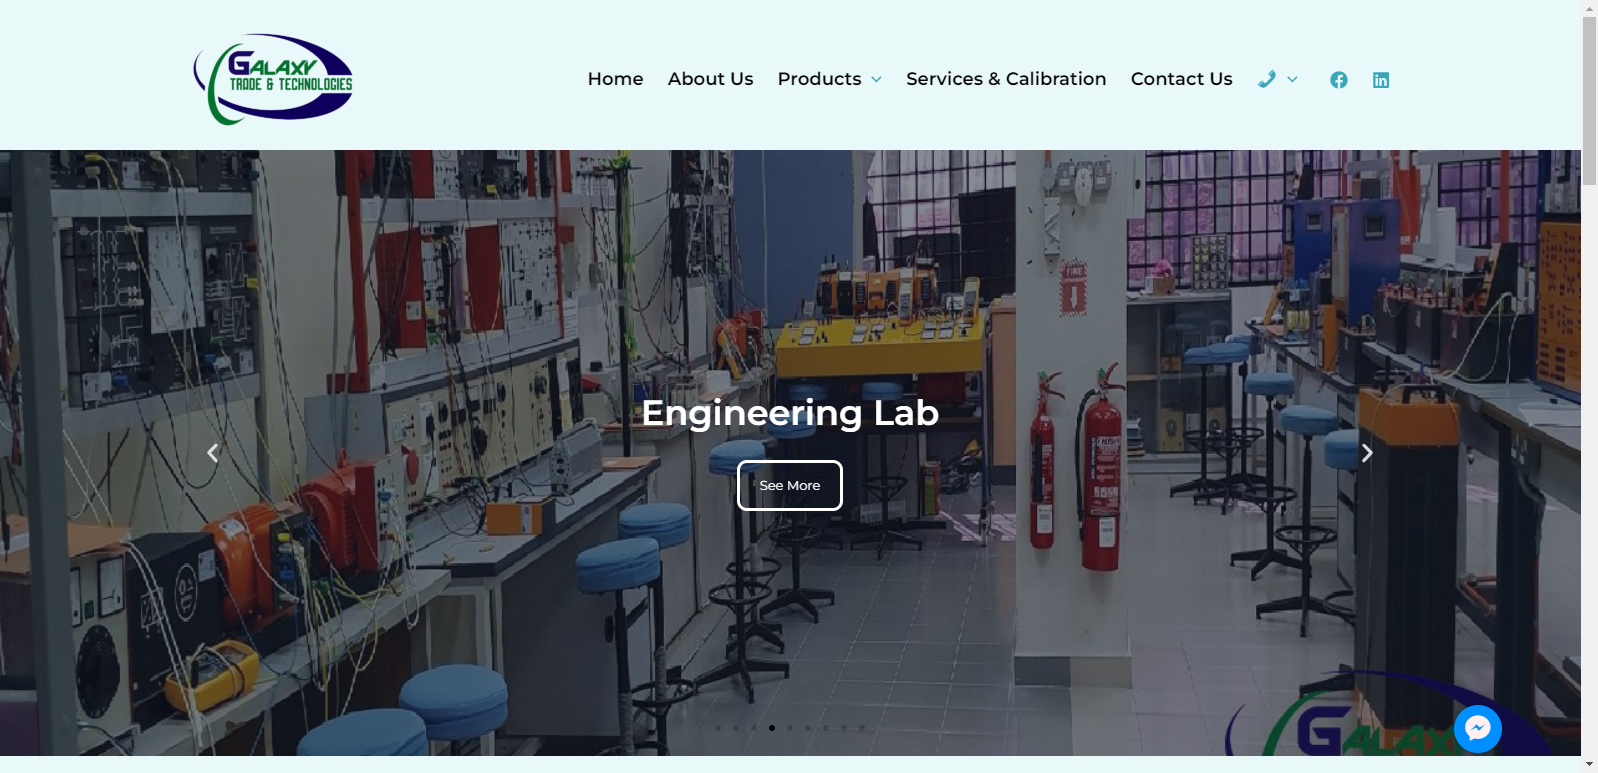 GALAXY
TRADE & TECHNOLOGIES
Home
About Us
Products
Services & Calibration
Contact Us
FIRE
Engineering Lab
See More
GALAXY